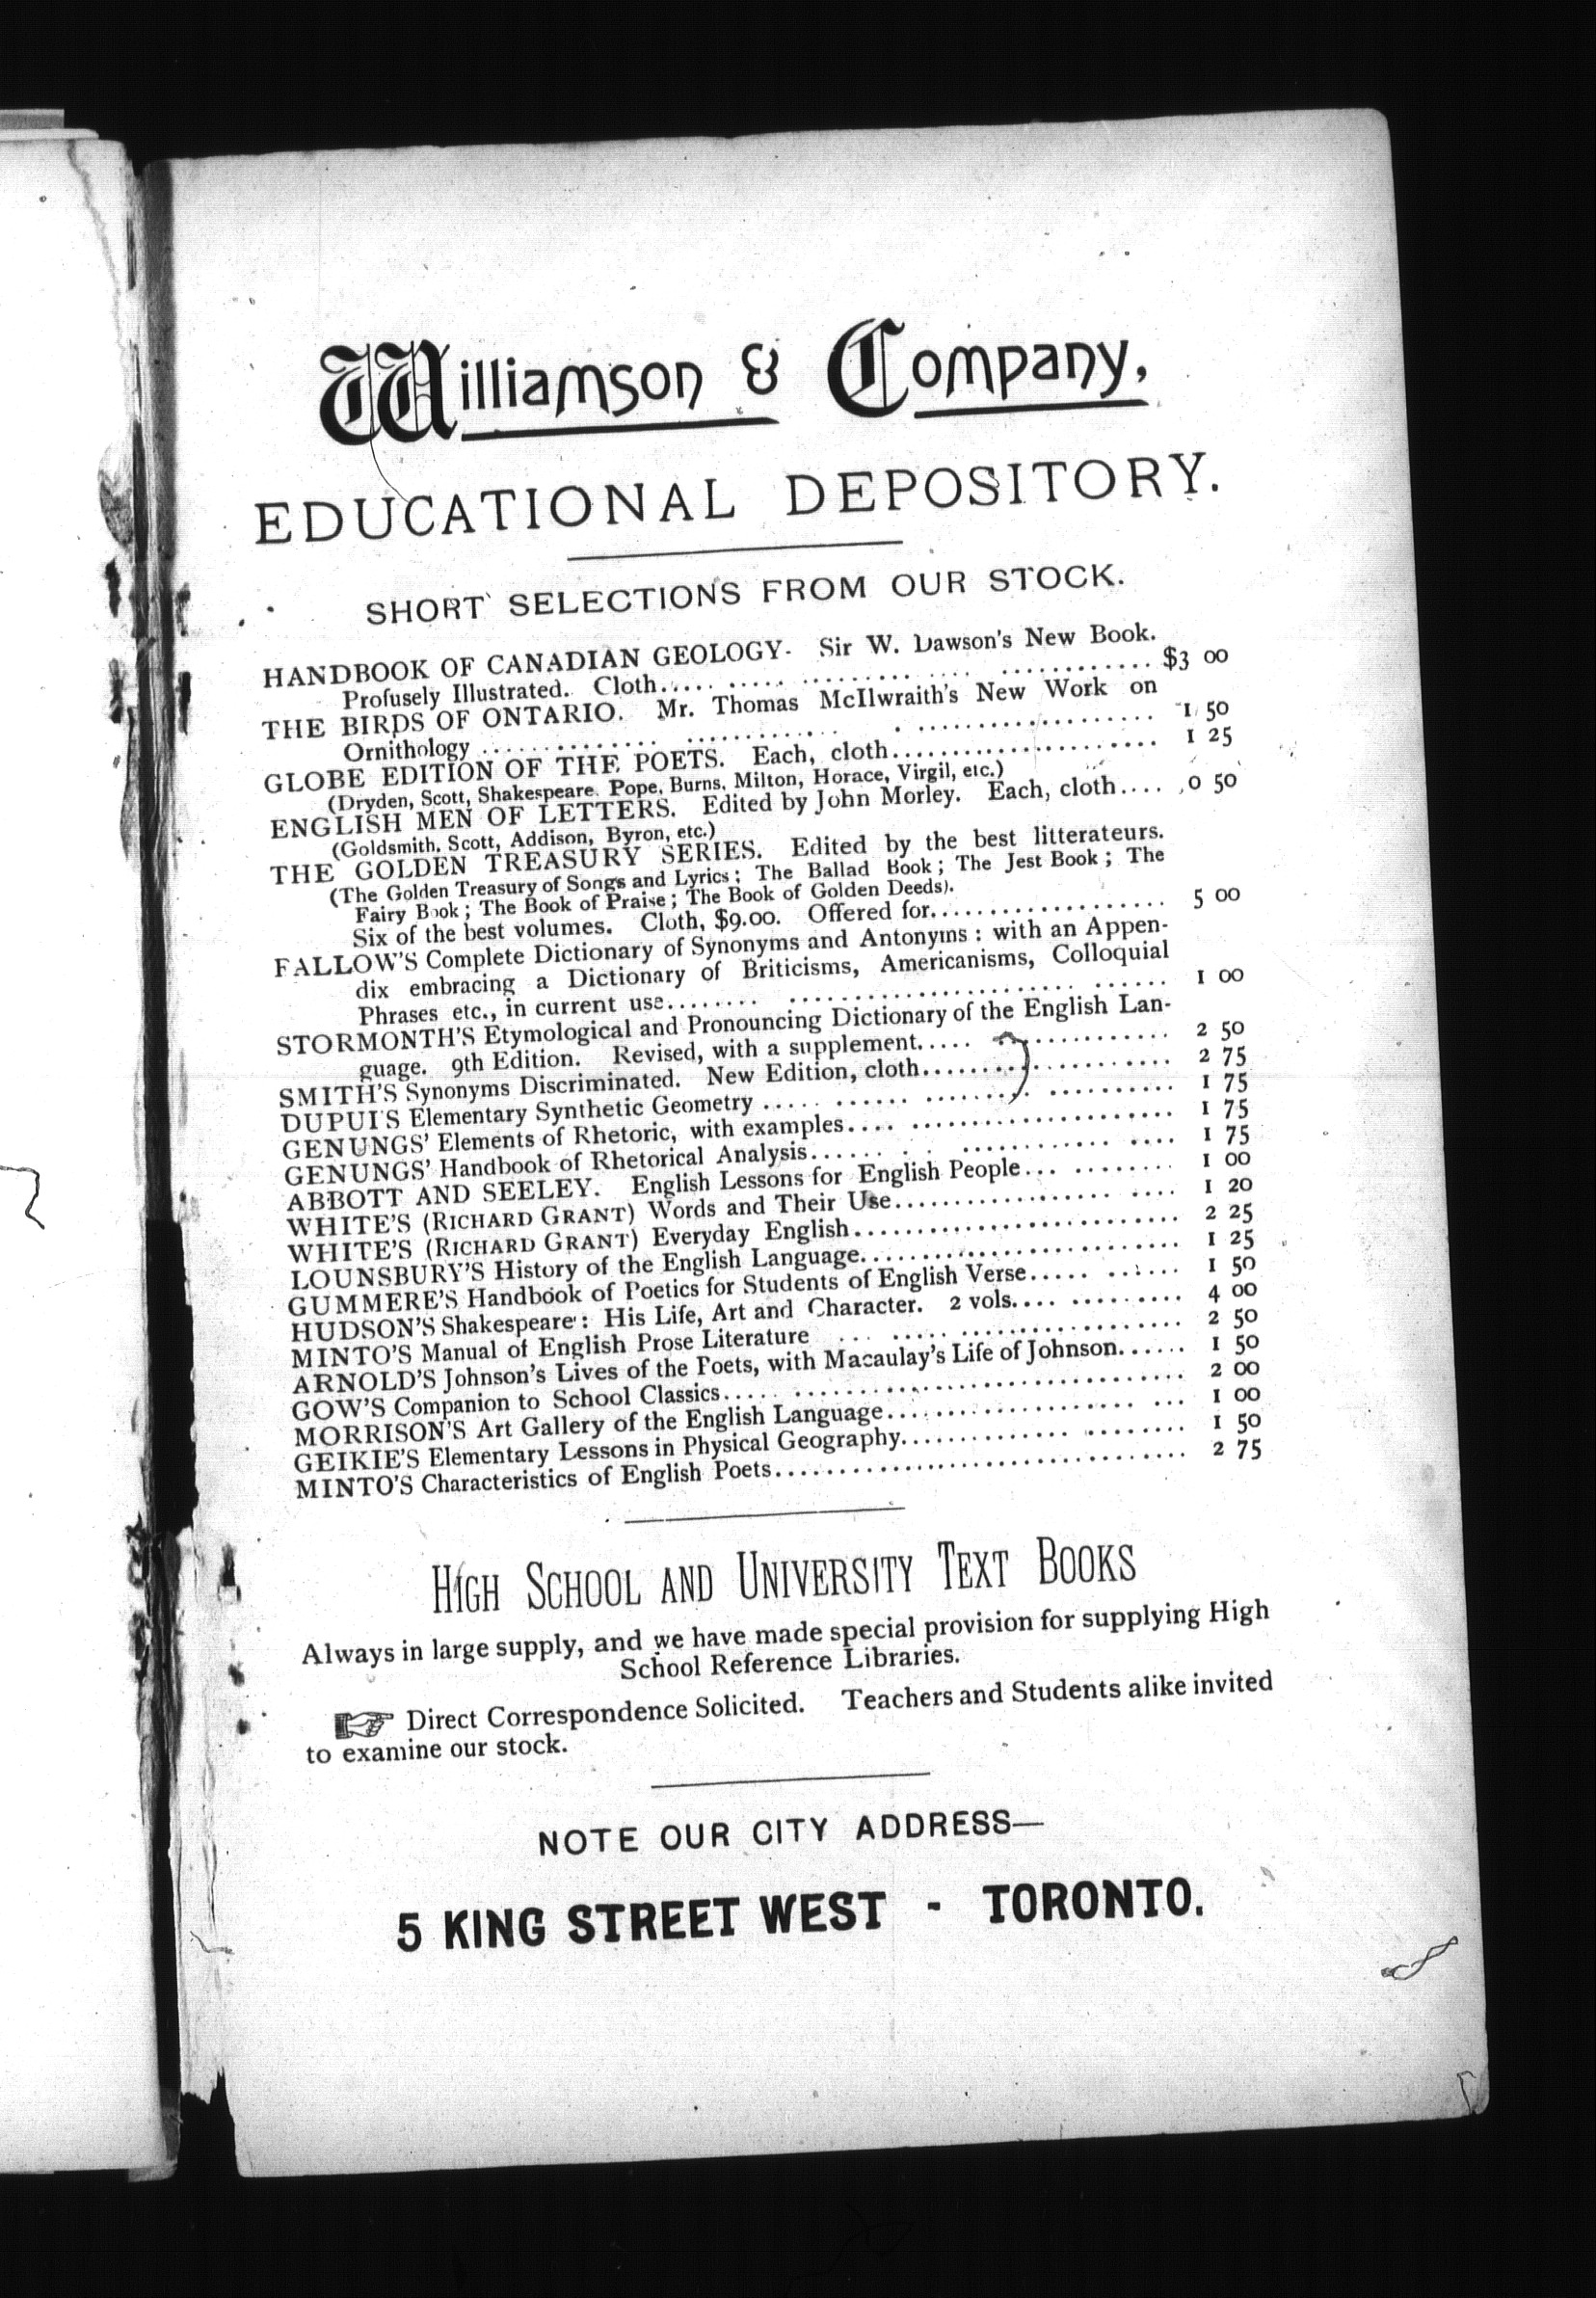 Williamson & Company,
EDUCATIONAL DEPOSITORY.
SHORT SELECTIONS FROM OUR STOCK.
HANDBOOK OF CANADIAN GEOLOGY. Sir W. Dawson's New Book.
Profusely Illustrated. Cloth.................................... $3 00
THE BIRDS OF ONTARIO. Mr. Thomas McIlwraith's New Work on
Ornithology .................................... 1 50
GLOBE EDITION OF THE POETS. Each, cloth........................ 1 25
(Dryden, Scott, Shakespeare, Pope, Burns, Milton, Horace, Virgil, etc.)
ENGLISH MEN OF LETTERS. Edited by John Morley. Each, cloth.... 0 50
(Goldsmith, Scott, Addison, Byron, etc.)
THE GOLDEN TREASURY SERIES. Edited by the best litterateurs.
(The Golden Treasury of Songs and Lyrics; The Ballad Book; The Jest Book; The
Fairy Book; The Book of Praise; The Book of Golden Deeds).
Six of the best volumes. Cloth, $9.00. Offered for.................. 5 00
FALLOW'S Complete Dictionary of Synonyms and Antonyms: with an Appen-
dix embracing a Dictionary of Briticisms, Americanisms, Colloquial
Phrases etc., in current use.................................... 1 00
STORMONTH'S Etymological and Pronouncing Dictionary of the English Lan-
guage. 9th Edition. Revised, with a supplement.................... 2 50
SMITH'S Synonyms Discriminated. New Edition, cloth.................... 2 75
DUPUI'S Elementary Synthetic Geometry .............................. 1 75
GENUNGS' Elements of Rhetoric, with examples........................ 1 75
GENUNGS' Handbook of Rhetorical Analysis............................ 1 75
ABBOTT AND SEELEY. English Lessons for English People............ 1 00
WHITE'S (RICHARD GRANT) Words and Their Use........................ 1 20
WHITE'S (RICHARD GRANT) Everyday English............................ 2 25
LOUNSBURY'S History of the English Language........................ 1 25
GUMMERE'S Handbook of Poetics for Students of English Verse........... 1 50
HUDSON'S Shakespeare: His Life, Art and Character. 2 vols.............. 4 00
MINTO'S Manual of English Prose Literature ........................ 2 50
ARNOLD'S Johnson's Lives of the Poets, with Macaulay's Life of Johnson...... 1 50
GOW'S Companion to School Classics.................................... 2 00
MORRISON'S Art Gallery of the English Language........................ 1 00
GEIKIE'S Elementary Lessons in Physical Geography...................... 1 50
MINTO'S Characteristics of English Poets................................ 2 75
HIGH SCHOOL AND UNIVERSITY TEXT BOOKS
Always in large supply, and we have made special provision for supplying High
School Reference Libraries.
☞ Direct Correspondence Solicited. Teachers and Students alike invited
to examine our stock.
NOTE OUR CITY ADDRESS—
5 KING STREET WEST - TORONTO.